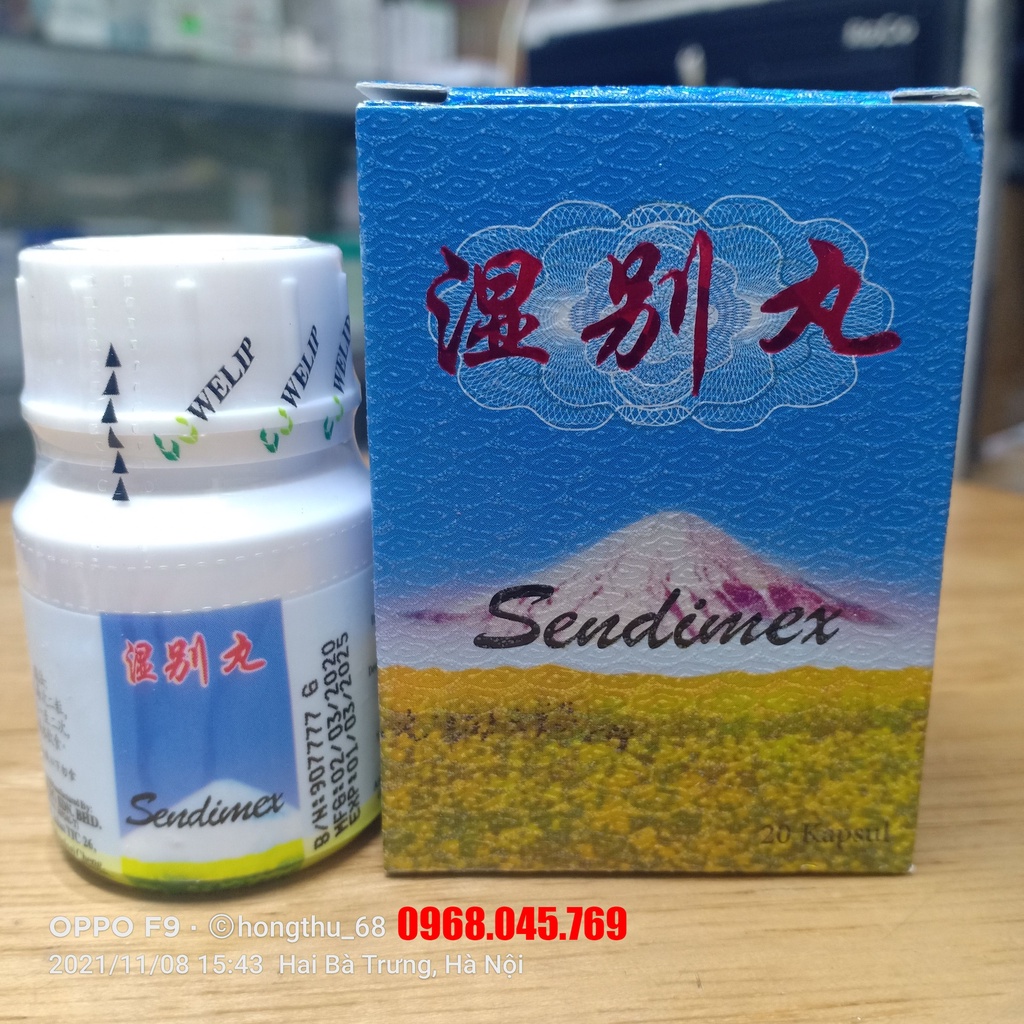 湿别丸
Sendimex
20 Kapsul
WELIP
WELIP
WELIP
湿别丸
Sendimex
B/N:907777 G
MFG:02/03/2020
EXP:01/03/2025
BHD.
OPPO F9 · ©hongthu_68 0968.045.769
2021/11/08 15:43 Hai Bà Trưng, Hà Nội